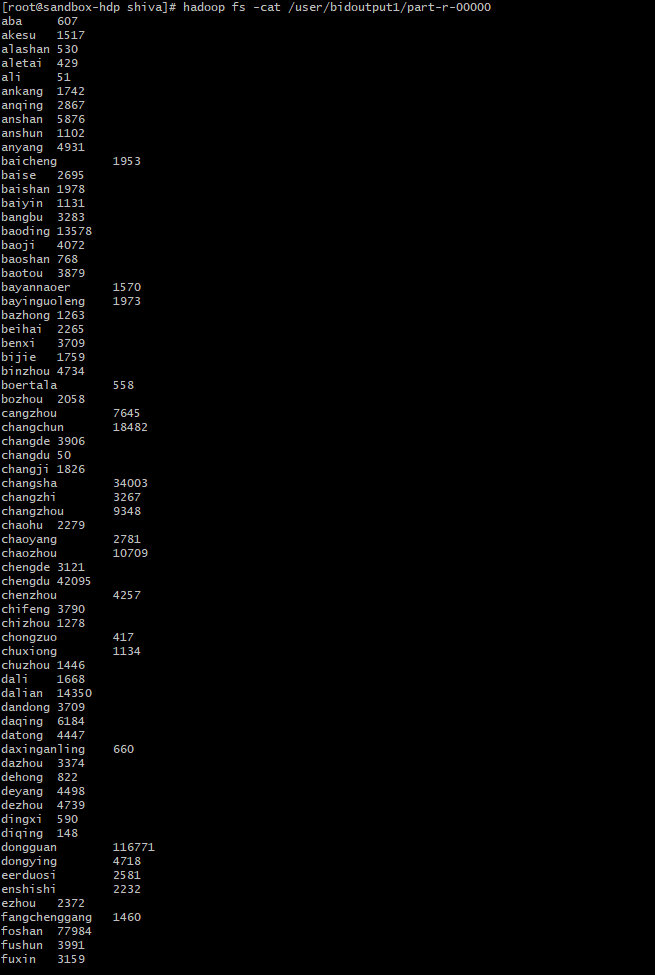 [root@sandbox-hdp shiva]# hadoop fs -cat /user/bidoutput1/part-r-00000
aba 607
akesu 1517
alashan 530
aletai 429
ali 51
ankang 1742
anqing 2867
anshan 5876
anshun 1102
anyang 4931
baicheng 1953
baise 2695
baishan 1978
baiyin 1131
bangbu 3283
baoding 13578
baoji 4072
baoshan 768
baotou 3879
bayannaoer 1570
bayinguoleng 1973
bazhong 1263
beihai 2265
benxi 3709
bijie 1759
binzhou 4734
boertala 558
bozhou 2058
cangzhou 7645
changchun 18482
changde 3906
changdu 50
changji 1826
changsha 34003
changzhi 3267
changzhou 9348
chaohu 2279
chaoyang 2781
chaozhou 10709
chengde 3121
chengdu 42095
chenzhou 4257
chifeng 3790
chizhou 1278
chongzuo 417
chuxiong 1134
chuzhou 1446
dali 1668
dalian 14350
dandong 3709
daqing 6184
datong 4447
daxinganling 660
dazhou 3374
dehong 822
deyang 4498
dezhou 4739
dingxi 590
diqing 148
dongguan 116771
dongying 4718
eerduosi 2581
enshishi 2232
ezhou 2372
fangchenggang 1460
foshan 77984
fushun 3991
fuxin 3159